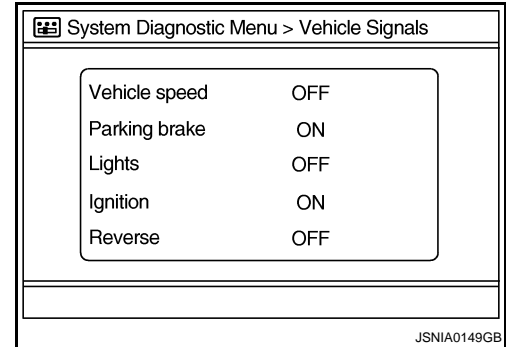 System Diagnostic Menu > Vehicle Signals
Vehicle speed OFF
Parking brake ON
Lights OFF
Ignition ON
Reverse OFF
JSNIA0149GB